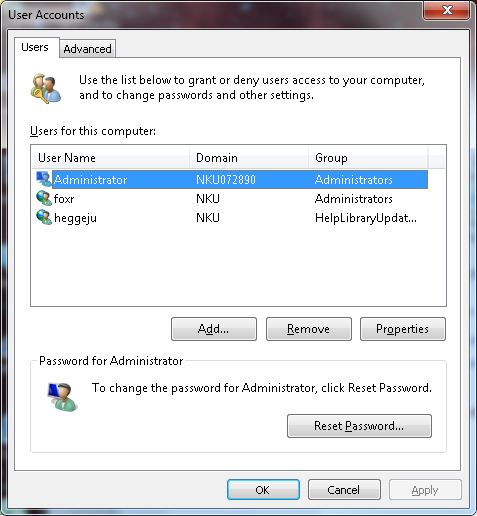 User Accounts
Users Advanced
Use the list below to grant or deny users access to your computer,
and to change passwords and other settings.
Users for this computer:
User Name Domain Group
Administrator NKU072890 Administrators
foxr NKU Administrators
heggeju NKU HelpLibraryUpdat...
Add... Remove Properties
Password for Administrator
To change the password for Administrator, click Reset Password.
Reset Password...
OK Cancel Apply